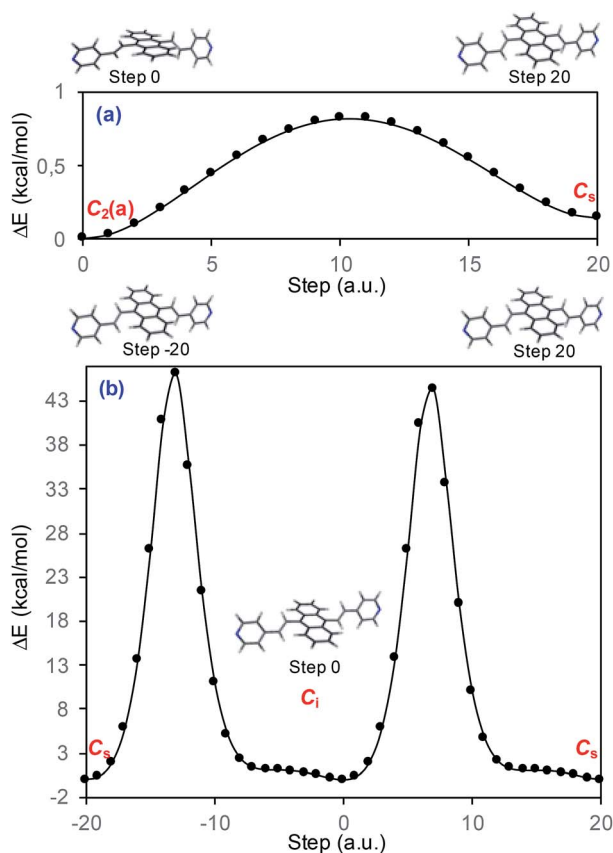 Step 0
Step 20
(a)
ΔE (kcal/mol)
1
0,5
0
C₂(a)
Cₛ
0 5 10 15 20
Step (a.u.)
Step -20
Step 20
(b)
ΔE (kcal/mol)
43
38
33
28
23
18
13
8
3
-2
Step 0
Cᵢ
Cₛ
Cₛ
-20 -10 0 10 20
Step (a.u.)